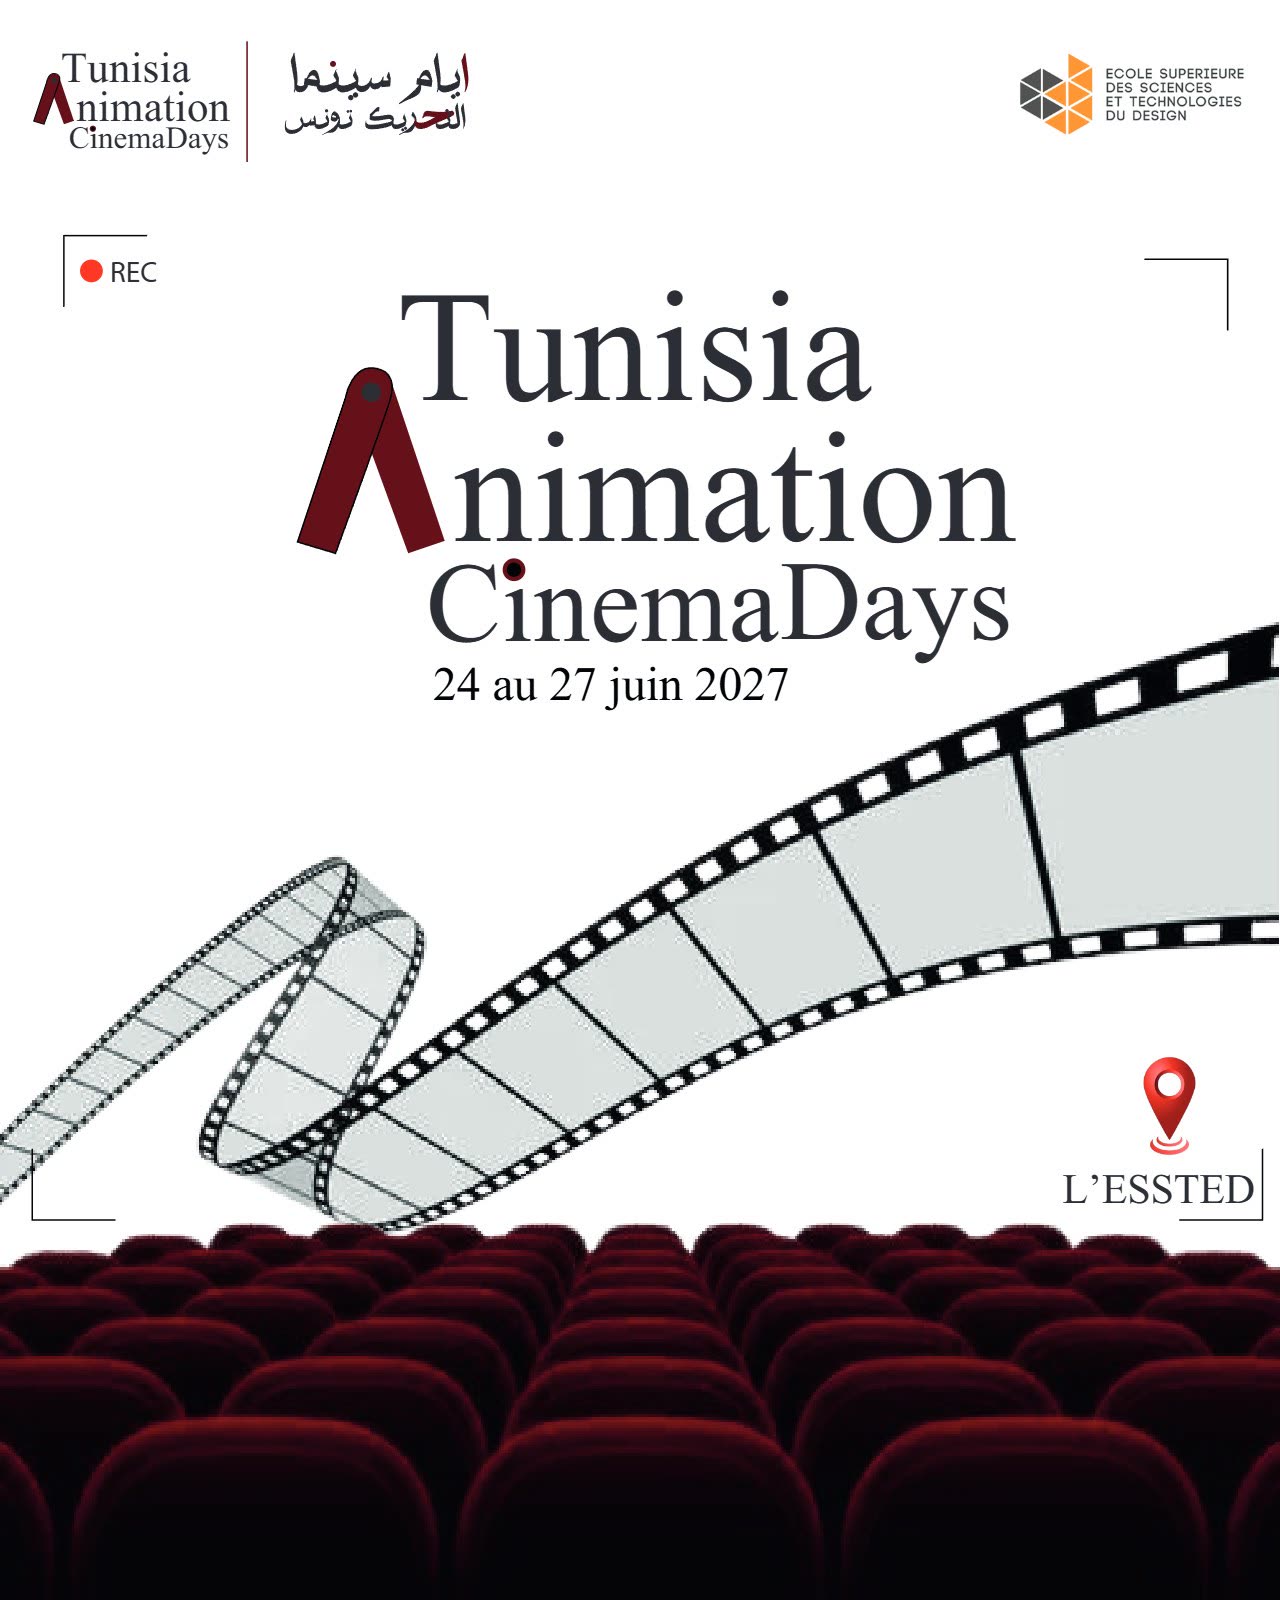 Tunisia
Animation
CinemaDays
ايام سينما
التحريك تونس
ECOLE SUPERIEURE
DES SCIENCES
ET TECHNOLOGIES
DU DESIGN
REC
Tunisia
Animation
CinemaDays
24 au 27 juin 2027
L’ESSTED